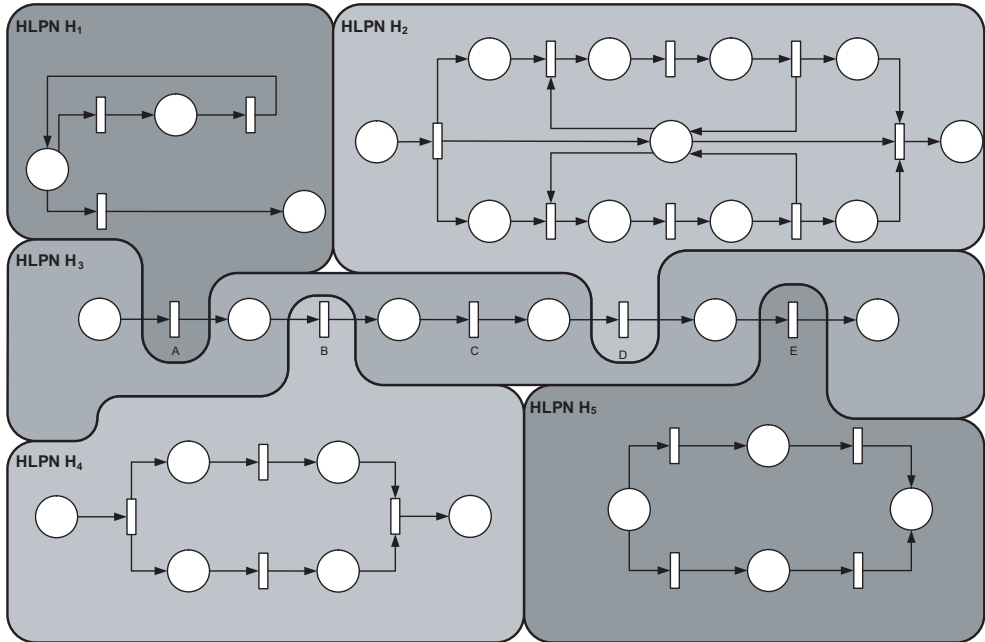 HLPN H₁
HLPN H₂
HLPN H₃
A
B
C
D
E
HLPN H₄
HLPN H₅